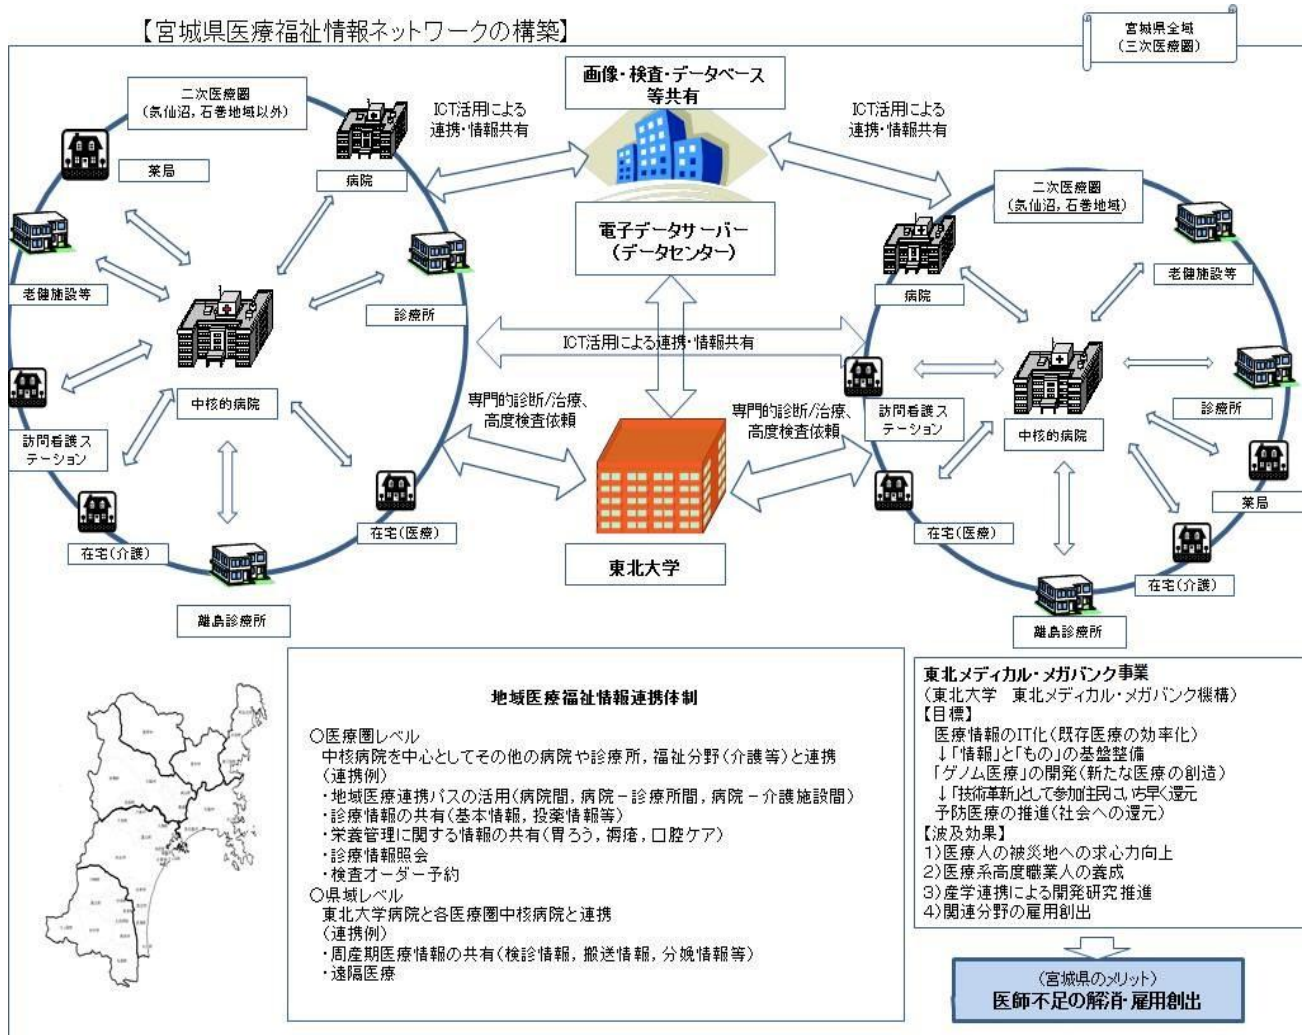 【宮城県医療福祉情報ネットワークの構築】
宮城県全域
(三次医療圏)
二次医療圏
(気仙沼,石巻地域以外)
薬局
病院
老健施設等
診療所
中核的病院
訪問看護ス
テーション
在宅(介護)
在宅(医療)
離島診療所
ICT活用による
連携・情報共有
画像・検査・データベース
等共有
電子データサーバー
(データセンター)
ICT活用による
連携・情報共有
ICT活用による連携・情報共有
専門的診断/治療、
高度検査依頼
専門的診断/治療、
高度検査依頼
東北大学
二次医療圏
(気仙沼,石巻地域)
病院
老健施設等
診療所
訪問看護ス
テーション
中核的病院
薬局
在宅(医療)
在宅(介護)
離島診療所
地域医療福祉情報連携体制
○医療圏レベル
中核病院を中心としてその他の病院や診療所,福祉分野(介護等)と連携
(連携例)
・地域医療連携パスの活用(病院間,病院-診療所間,病院-介護施設間)
・診療情報の共有(基本情報,投薬情報等)
・栄養管理に関する情報の共有(胃ろう,褥瘡,口腔ケア)
・診療情報照会
・検査オーダー予約
○県域レベル
東北大学病院と各医療圏中核病院と連携
(連携例)
・周産期医療情報の共有(検診情報,搬送情報,分娩情報等)
・遠隔医療
東北メディカル・メガバンク事業
(東北大学 東北メディカル・メガバンク機構)
【目標】
医療情報のIT化(既存医療の効率化)
↓「情報」と「もの」の基盤整備
「ゲノム医療」の開発(新たな医療の創造)
↓「技術革新」として参加住民にいち早く還元
予防医療の推進(社会への還元)
【波及効果】
1)医療人の被災地への求心力向上
2)医療系高度職業人の養成
3)産学連携による開発研究推進
4)関連分野の雇用創出
(宮城県のメリット)
医師不足の解消・雇用創出